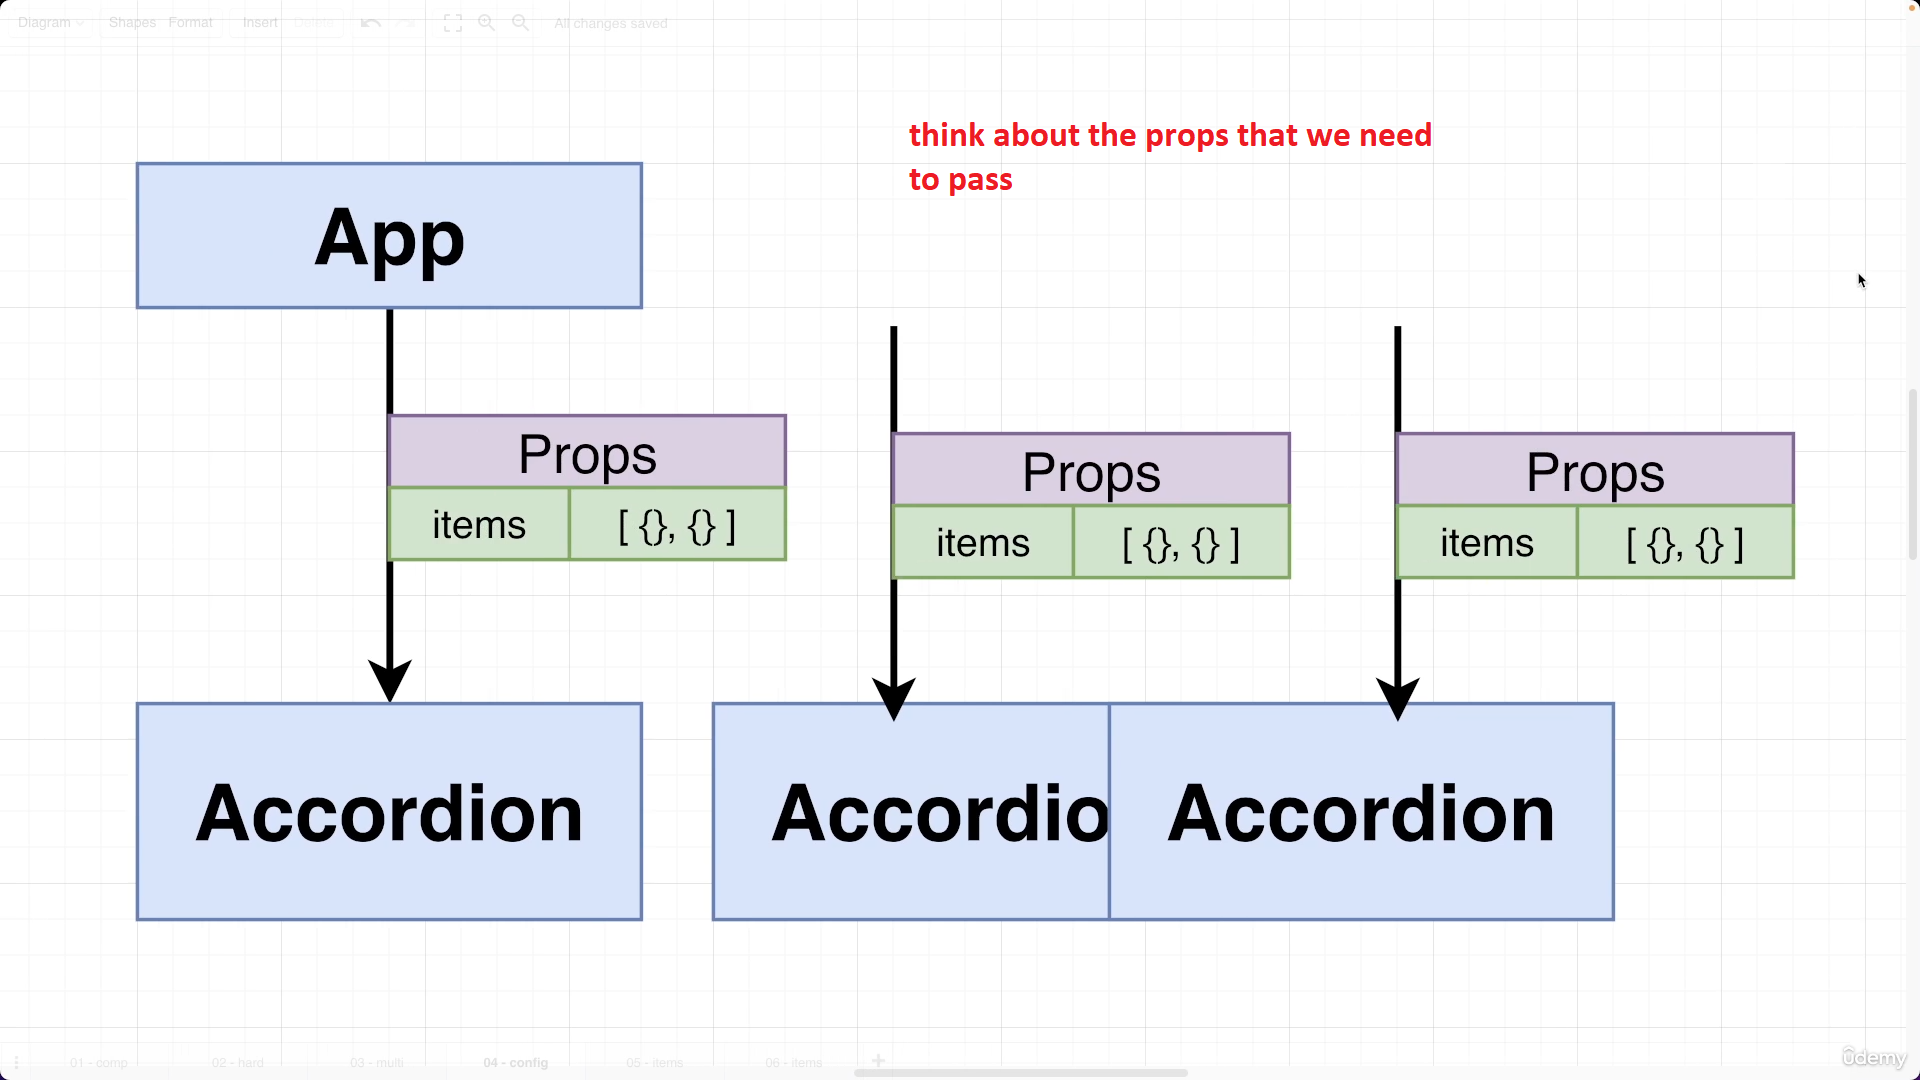 Diagram Shapes Format Insert Delete All changes saved
think about the props that we need
to pass
App
Props
items [ {}, {} ]
Props
items [ {}, {} ]
Props
items [ {}, {} ]
Accordion
Accordio
Accordion
01 - comp 02 - hard 03 - multi 04 - config 05 - items 06 - items
ûdemy